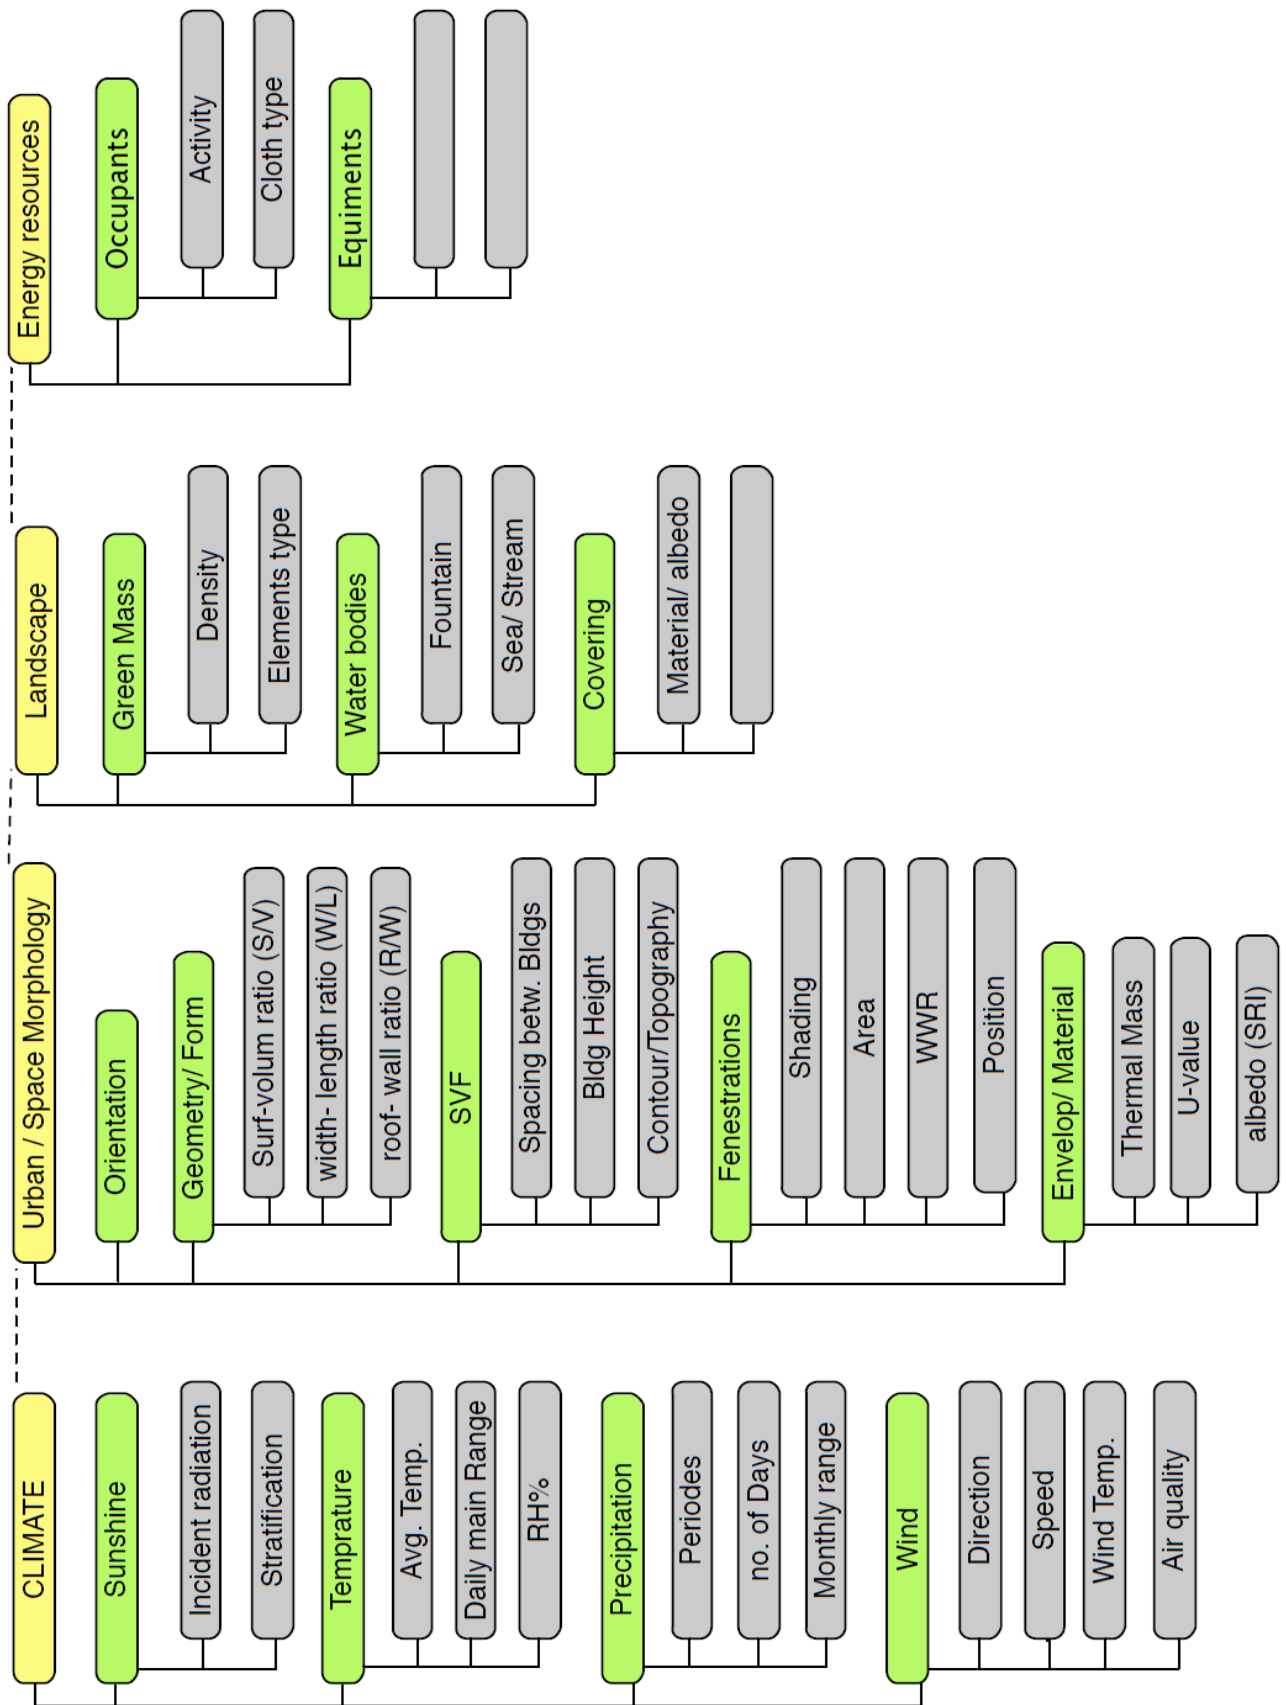 CLIMATE
Sunshine
Incident radiation
Stratification
Temprature
Avg. Temp.
Daily main Range
RH%
Precipitation
Periodes
no. of Days
Monthly range
Wind
Direction
Speed
Wind Temp.
Air quality
Urban / Space Morphology
Orientation
Geometry/ Form
Surf-volum ratio (S/V)
width- length ratio (W/L)
roof- wall ratio (R/W)
SVF
Spacing betw. Bldgs
Bldg Height
Contour/Topography
Fenestrations
Shading
Area
WWR
Position
Envelop/ Material
Thermal Mass
U-value
albedo (SRI)
Landscape
Green Mass
Density
Elements type
Water bodies
Fountain
Sea/ Stream
Covering
Material/ albedo
Energy resources
Occupants
Activity
Cloth type
Equiments